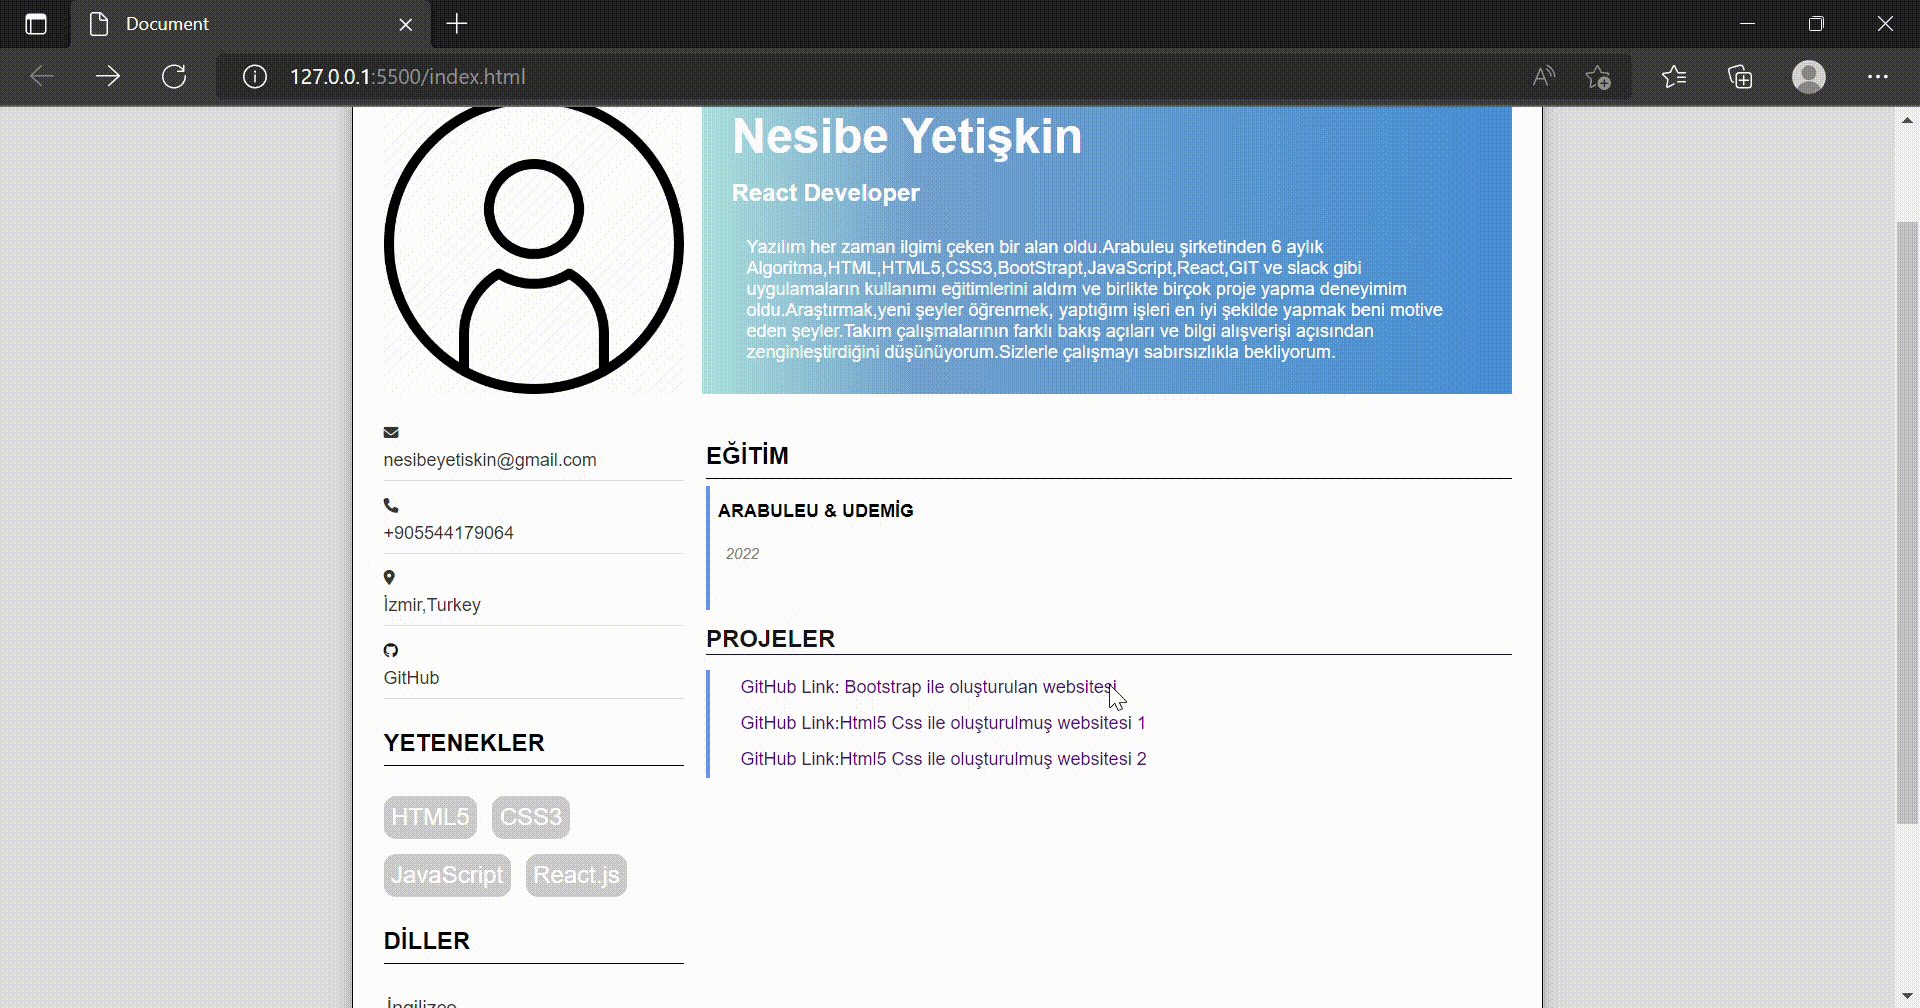 Document
127.0.0.1:5500/index.html
Nesibe Yetişkin
React Developer
Yazılım her zaman ilgimi çeken bir alan oldu.Arabuleu şirketinden 6 aylık
Algoritma,HTML,HTML5,CSS3,BootStrapt,JavaScript,React,GIT ve slack gibi
uygulamaların kullanımı eğitimlerini aldım ve birlikte birçok proje yapma deneyimim
oldu.Araştırmak,yeni şeyler öğrenmek, yaptığım işleri en iyi şekilde yapmak beni motive
eden şeyler.Takım çalışmalarının farklı bakış açıları ve bilgi alışverişi açısından
zenginleştirdiğini düşünüyorum.Sizlerle çalışmayı sabırsızlıkla bekliyorum.
nesibeyetiskin@gmail.com
+905544179064
İzmir,Turkey
GitHub
YETENEKLER
HTML5 CSS3
JavaScript React.js
DİLLER
İngilizce
EĞİTİM
ARABULEU & UDEMİG
2022
PROJELER
GitHub Link: Bootstrap ile oluşturulan websitesi
GitHub Link:Html5 Css ile oluşturulmuş websitesi 1
GitHub Link:Html5 Css ile oluşturulmuş websitesi 2